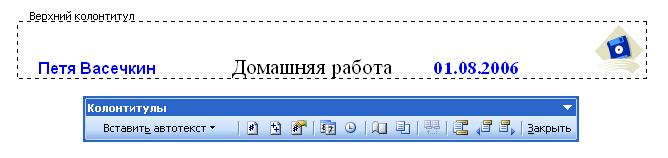 Верхний колонтитул
Петя Васечкин Домашняя работа 01.08.2006
Колонтитулы
Вставить автотекст Закрыть